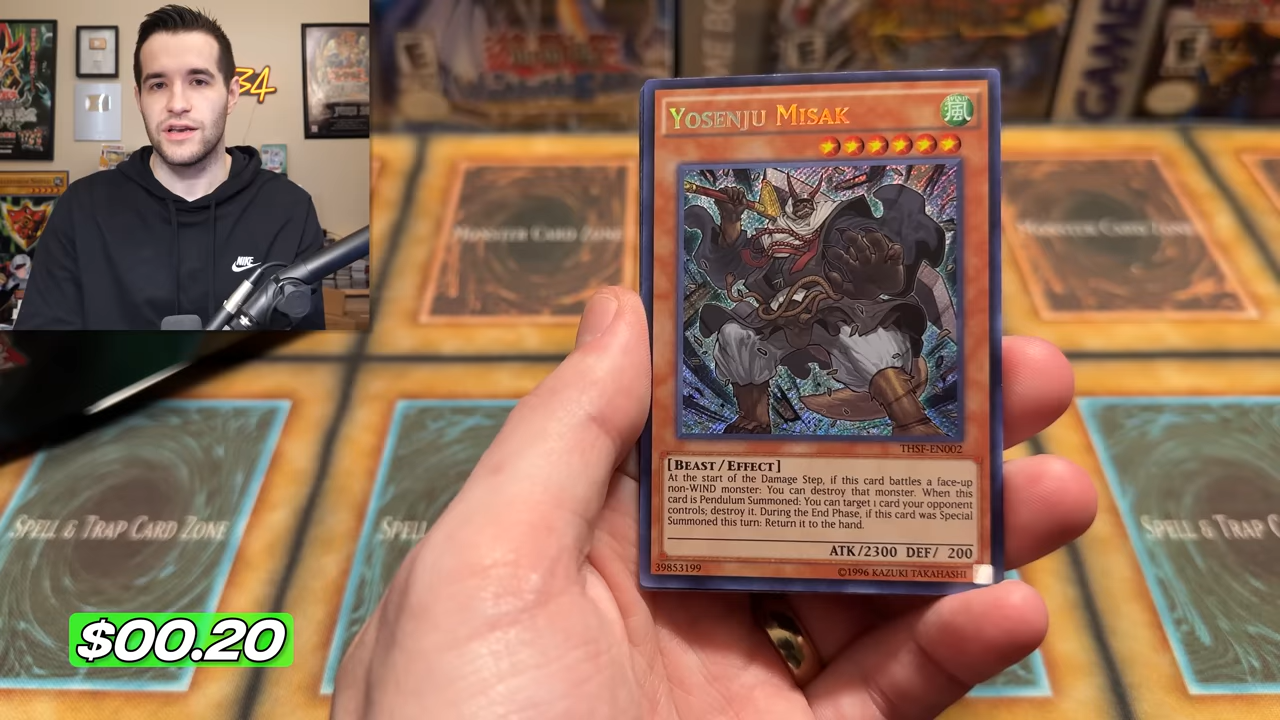 34
NIKE
GAME
E
E
E
YOSENJU MISAK
WIND
風
MONSTER CARD ZONE
MONSTER CARD ZONE
THSF-EN002
[BEAST/EFFECT]
At the start of the Damage Step, if this card battles a face-up
non-WIND monster: You can destroy that monster. When this
card is Pendulum Summoned: You can target 1 card your opponent
controls; destroy it. During the End Phase, if this card was Special
Summoned this turn: Return it to the hand.
ATK/2300 DEF/ 200
39853199
©1996 KAZUKI TAKAHASHI
SPELL & TRAP CARD ZONE
SPELL
SPELL & TRAP C
$00.20